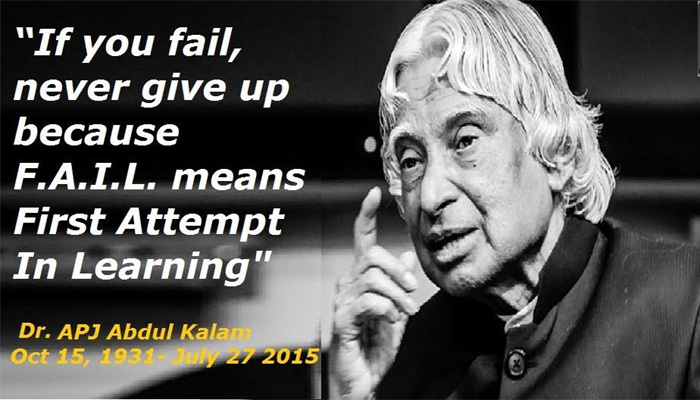 “If you fail,
never give up
because
F.A.I.L. means
First Attempt
In Learning"
Dr. APJ Abdul Kalam
Oct 15, 1931- July 27 2015